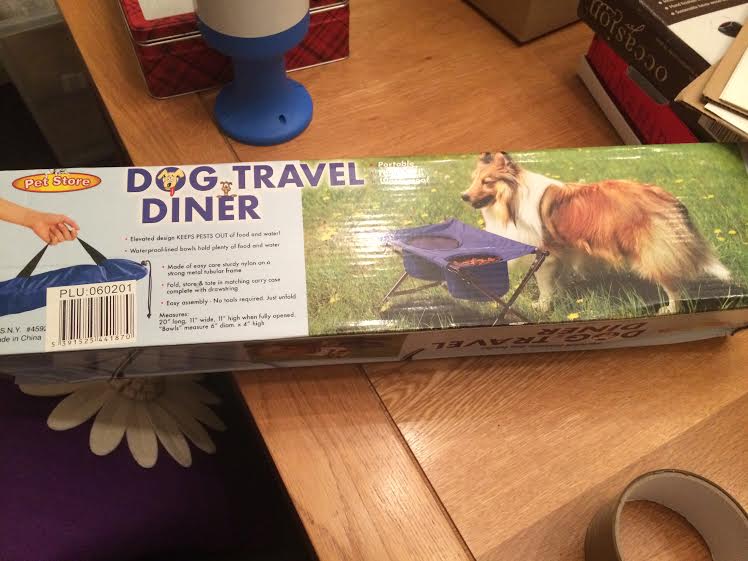 Pet Store
DOG TRAVEL
DINER
• Elevated design KEEPS PESTS OUT of food and water!
• Waterproof-lined bowls hold plenty of food and water
• Made of easy care sturdy nylon on a
strong metal tubular frame
• Fold, store & tote in matching carry case
complete with drawstring
• Easy assembly - No tools required. Just unfold
Measures:
20" long, 11" wide, 11" high when fully opened.
"Bowls" measure 6" diam. x 4" high
PLU:060201
5 391525 441870
S.N.Y.
de in China
Portable
DOG TRAVEL
DINER
occasion